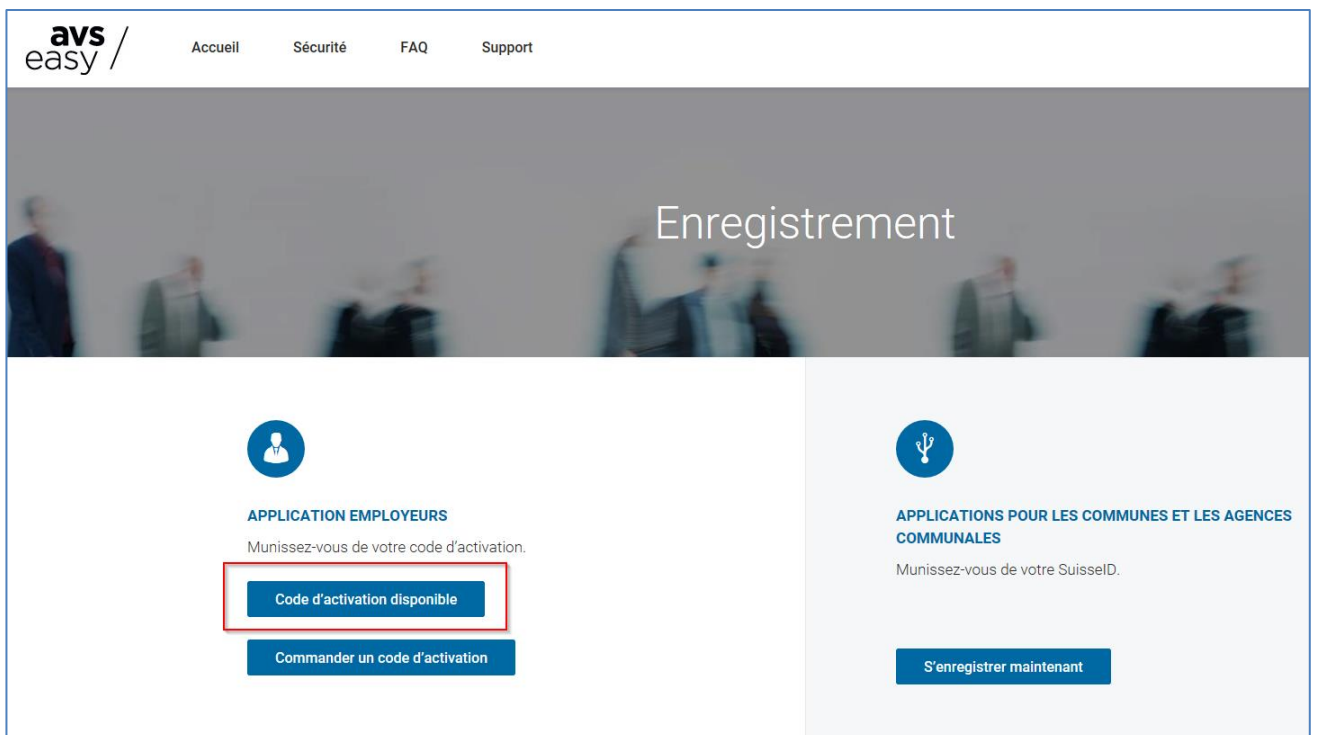 avs
easy
Accueil Sécurité FAQ Support
Enregistrement
APPLICATION EMPLOYEURS
Munissez-vous de votre code d'activation.
Code d'activation disponible
Commander un code d'activation
APPLICATIONS POUR LES COMMUNES ET LES AGENCES
COMMUNALES
Munissez-vous de votre SuisseID.
S'enregistrer maintenant